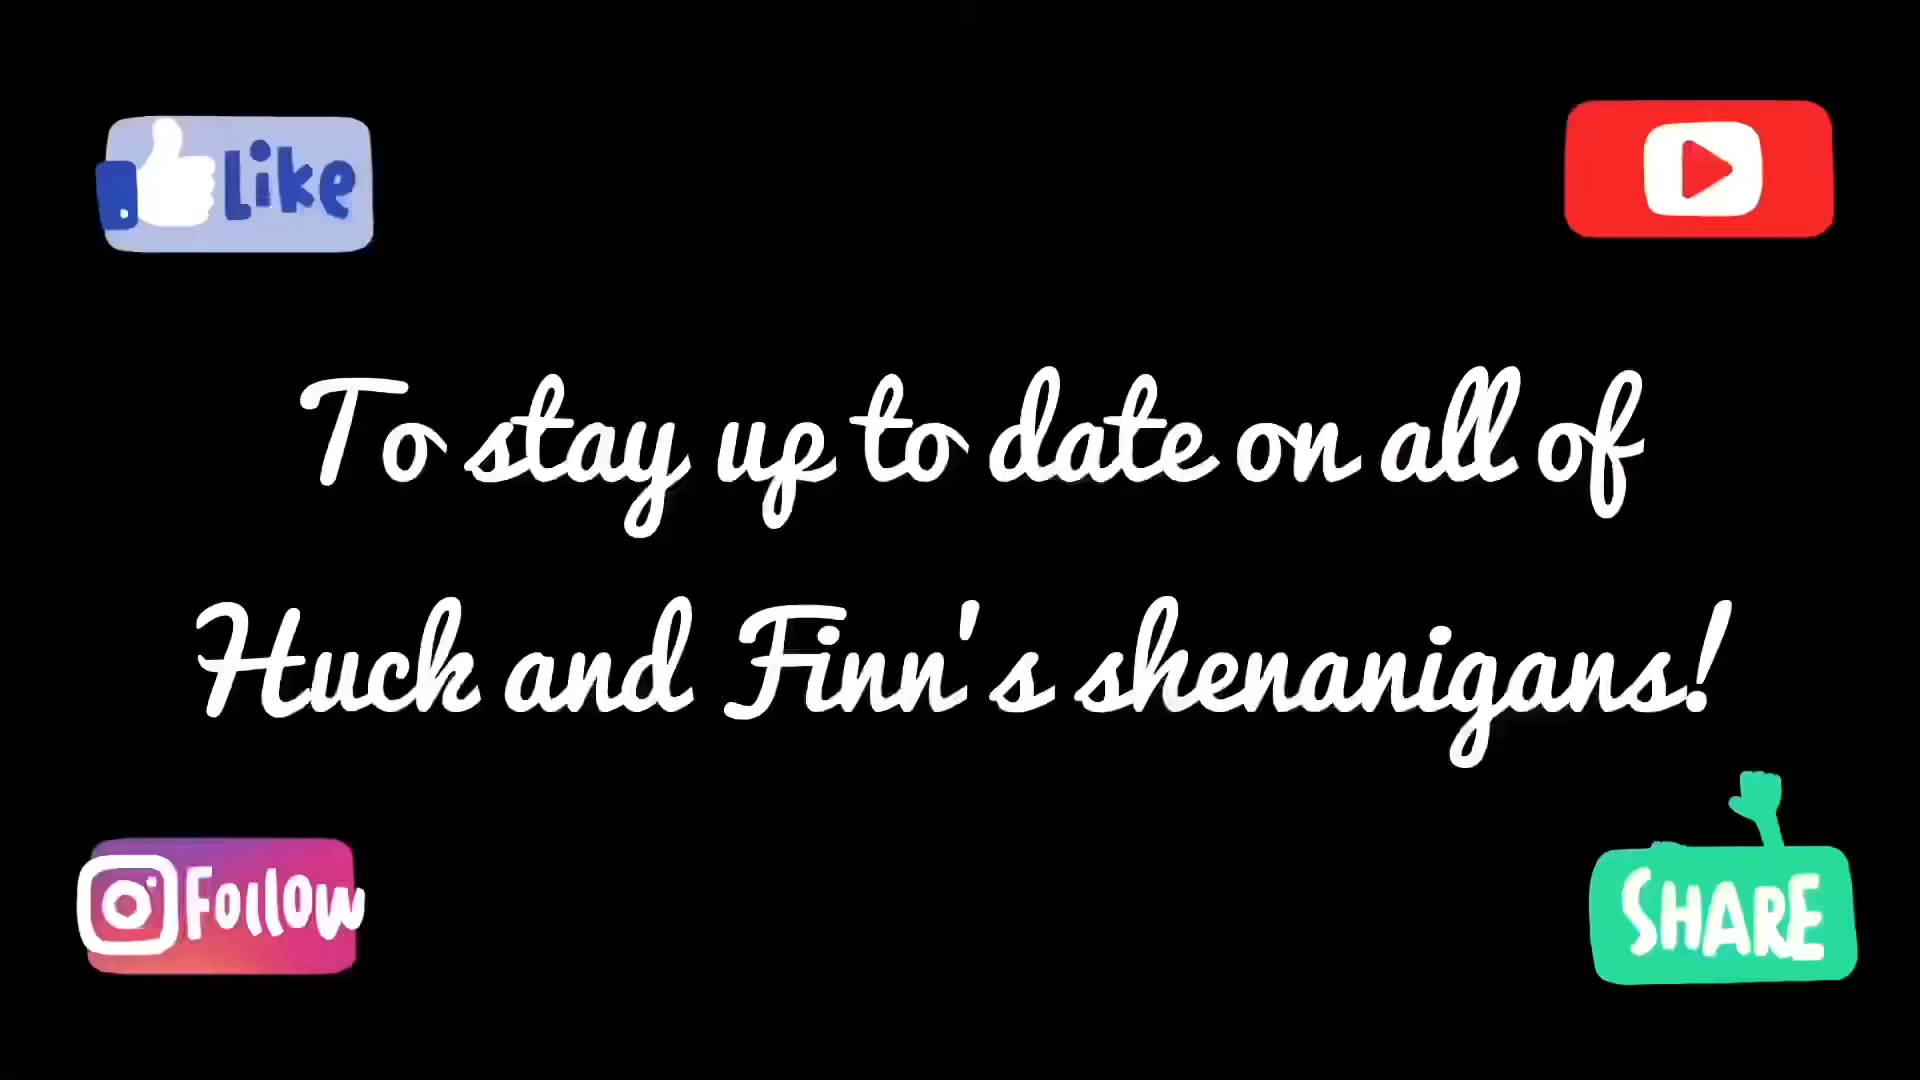 Like
To stay up to date on all of
Huck and Finn's shenanigans!
Follow
SHARE